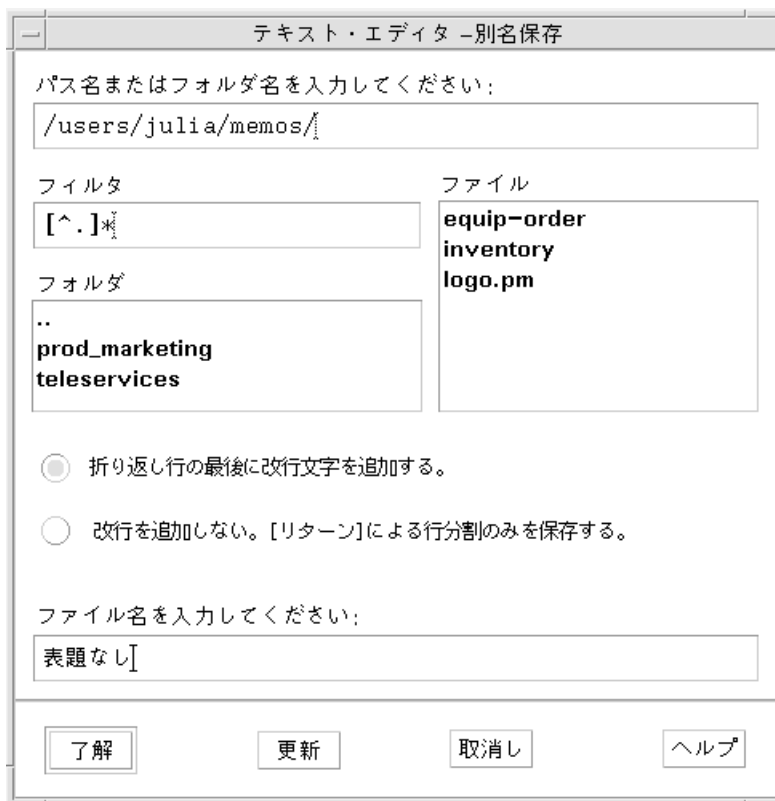 テキスト・エディタ –別名保存
パス名またはフォルダ名を入力してください:
/users/julia/memos/
フィルタ
[^.]*
フォルダ
..
prod_marketing
teleservices
ファイル
equip-order
inventory
logo.pm
折り返し行の最後に改行文字を追加する。
改行を追加しない。[リターン]による行分割のみを保存する。
ファイル名を入力してください:
表題なし
了解
更新
取消し
ヘルプ